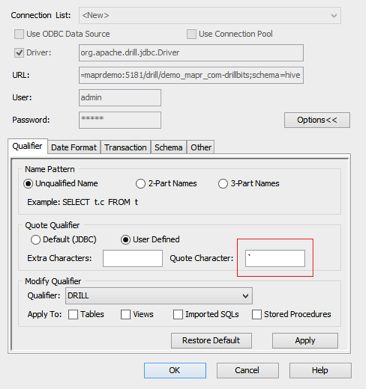 Connection List: <New>
Use ODBC Data Source Use Connection Pool
Driver: org.apache.drill.jdbc.Driver
URL: =maprdemo:5181/drill/demo_mapr_com-drillbits;schema=hive
User: admin
Password: *****
Options<<
Qualifier Date Format Transaction Schema Other
Name Pattern
Unqualified Name 2-Part Names 3-Part Names
Example: SELECT t.c FROM t
Quote Qualifier
Default (JDBC) User Defined
Extra Characters: Quote Character: `
Modify Qualifier
Qualifier: DRILL
Apply To: Tables Views Imported SQLs Stored Procedures
Restore Default Apply
OK Cancel Help